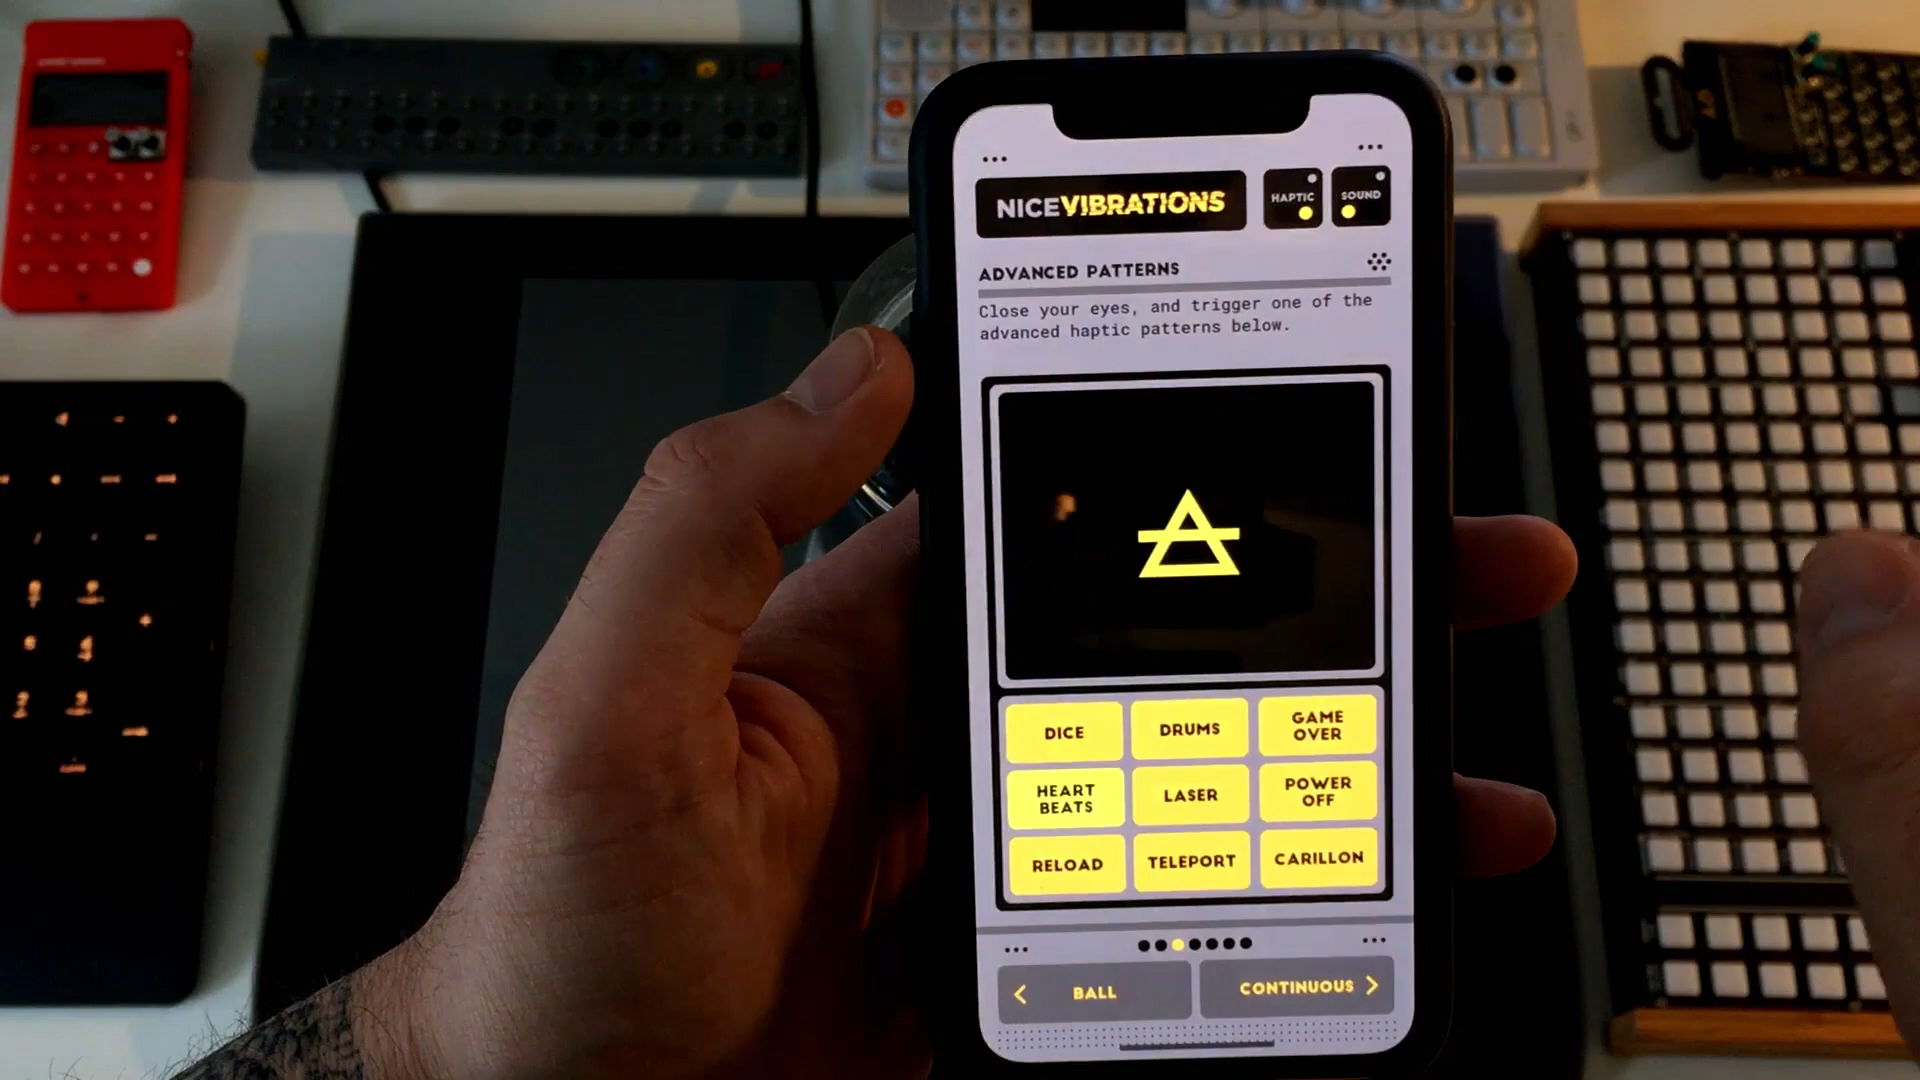 NICEVIBRATIONS
HAPTIC
SOUND
ADVANCED PATTERNS
Close your eyes, and trigger one of the
advanced haptic patterns below.
DICE
DRUMS
GAME
OVER
HEART
BEATS
LASER
POWER
OFF
RELOAD
TELEPORT
CARILLON
BALL
CONTINUOUS